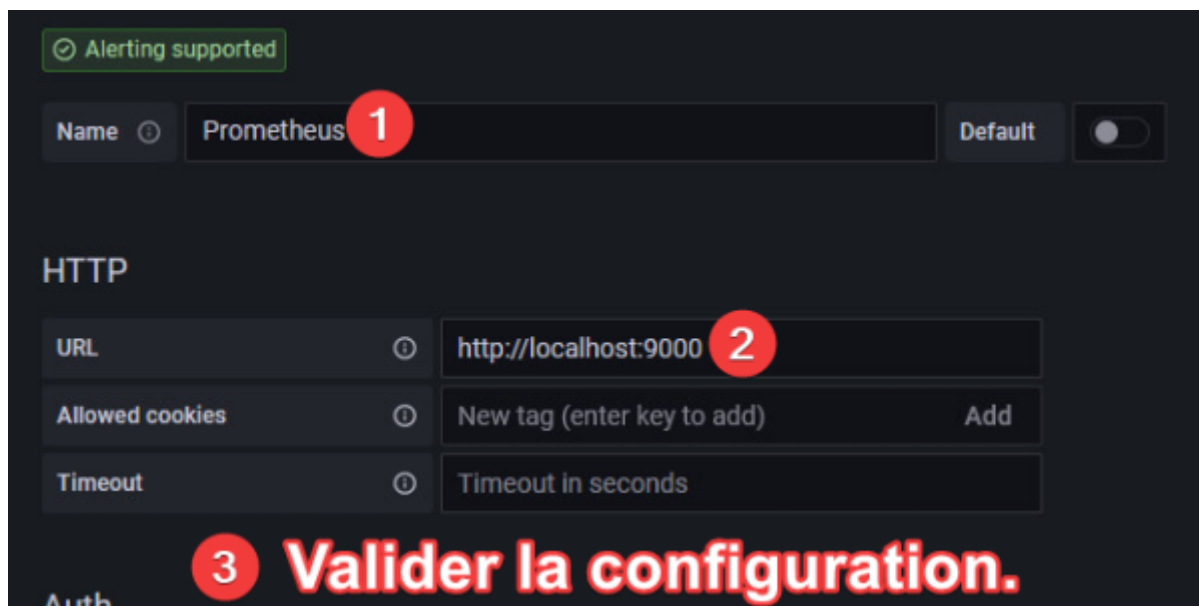 Alerting supported
Name Prometheus 1 Default
HTTP
URL http://localhost:9000 2
Allowed cookies New tag (enter key to add) Add
Timeout Timeout in seconds
3 Valider la configuration.
Auth